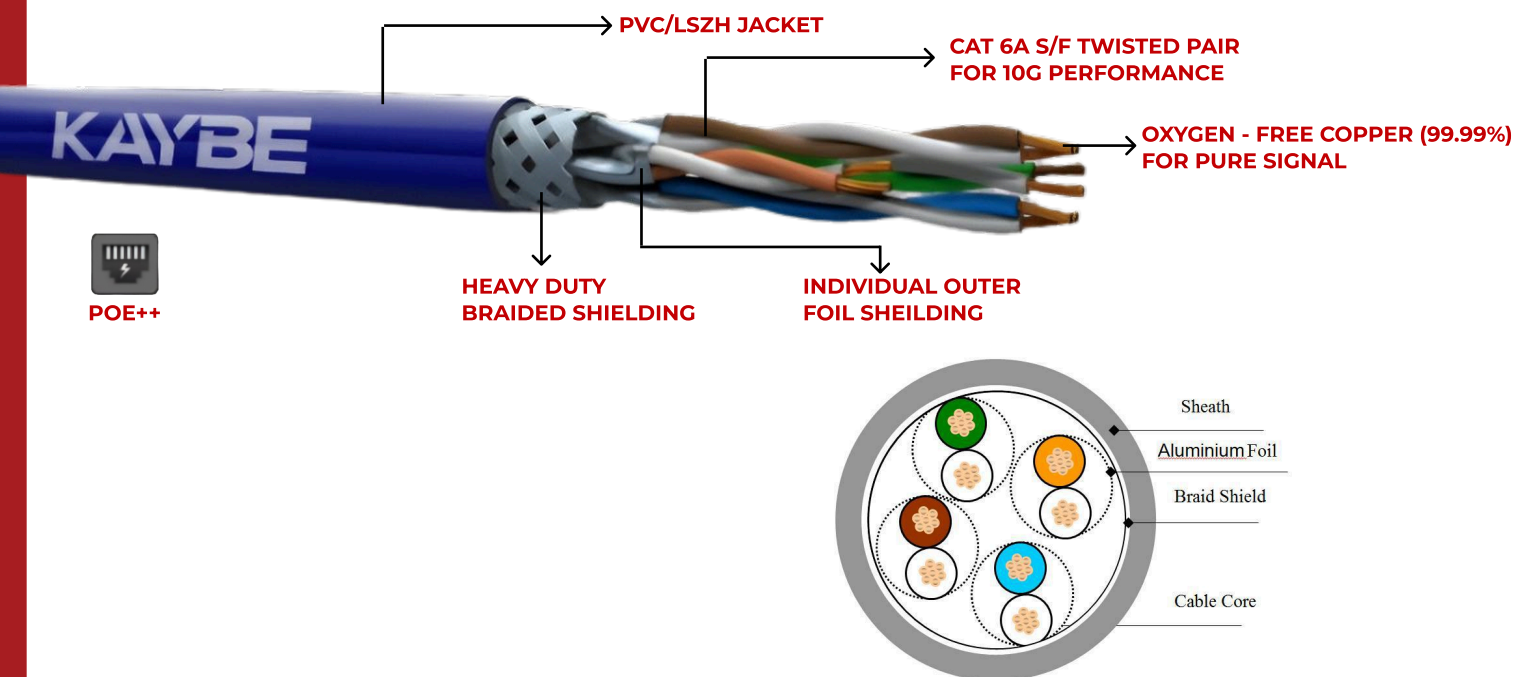 PVC/LSZH JACKET
CAT 6A S/F TWISTED PAIR
FOR 10G PERFORMANCE
KAYBE
OXYGEN - FREE COPPER (99.99%)
FOR PURE SIGNAL
POE++
HEAVY DUTY
BRAIDED SHIELDING
INDIVIDUAL OUTER
FOIL SHEILDING
Sheath
Aluminium Foil
Braid Shield
Cable Core